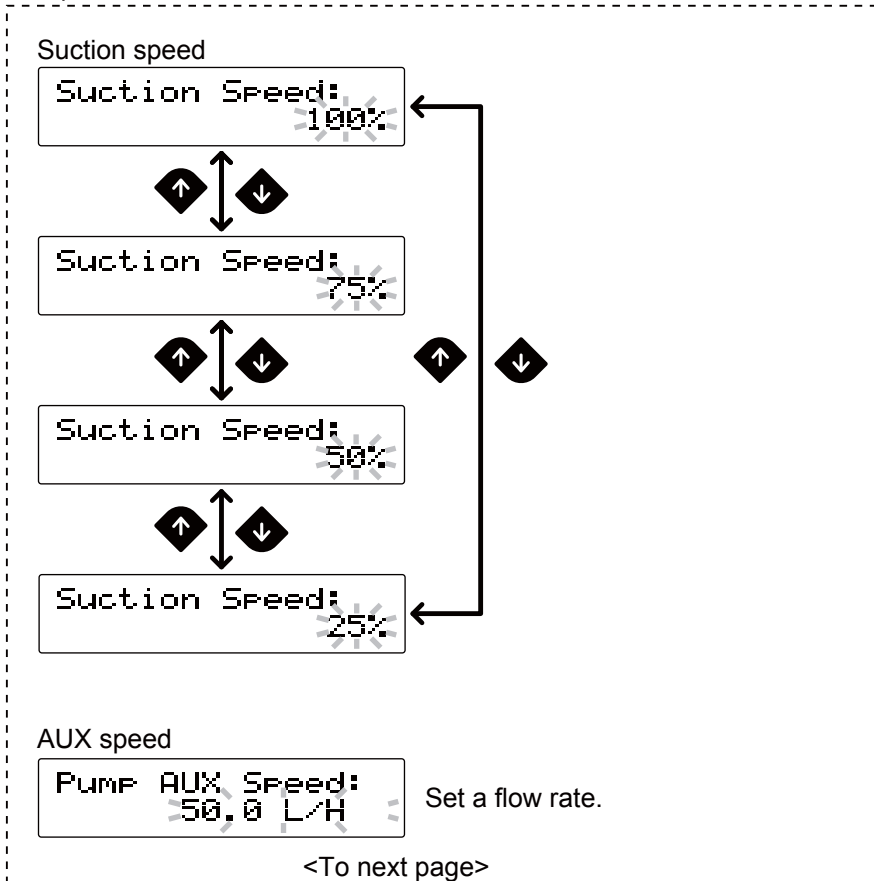 Suction speed
Suction Speed:
100%
Suction Speed:
75%
Suction Speed:
50%
Suction Speed:
25%
AUX speed
Pump AUX Speed:
50.0 L/H
Set a flow rate.
<To next page>